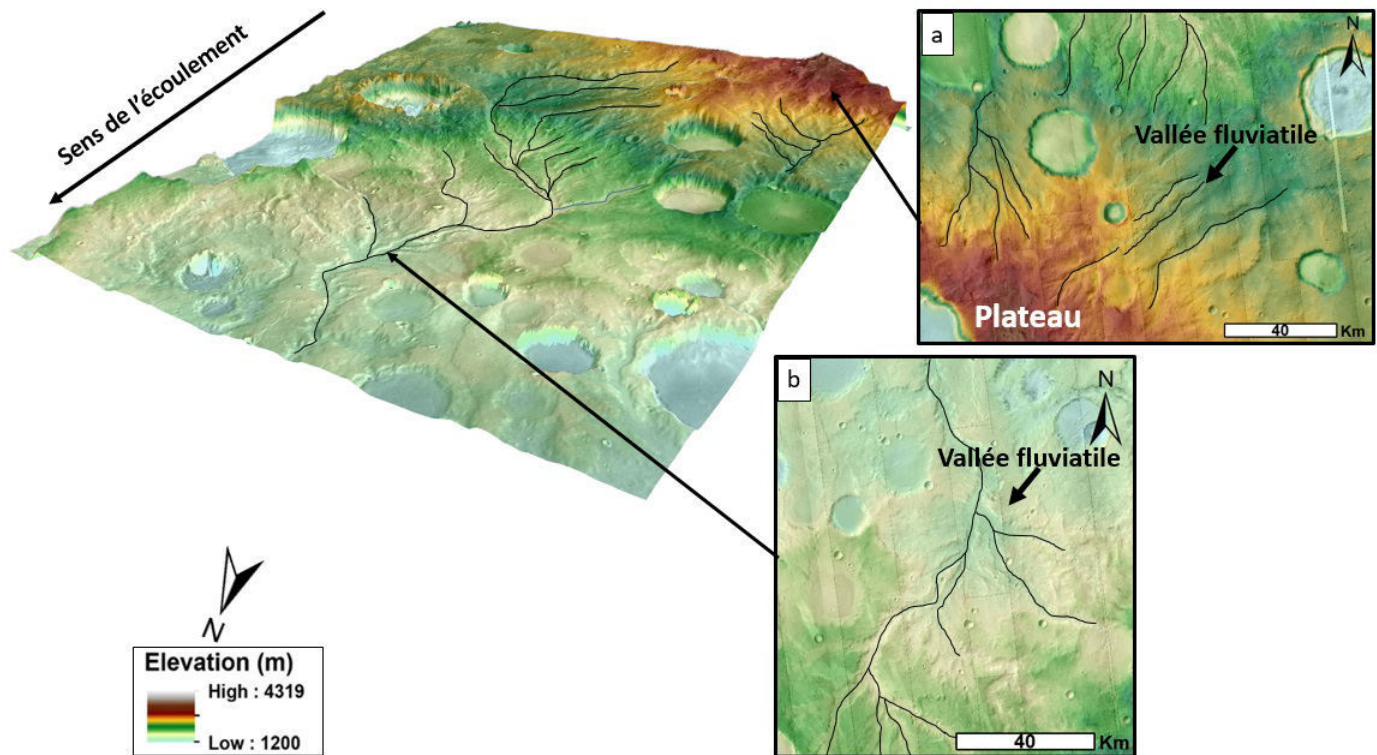 Sens de l'écoulement
a
N
Vallée fluviatile
Plateau
40 Km
b
N
Vallée fluviatile
40 Km
N
Elevation (m)
High : 4319
Low : 1200